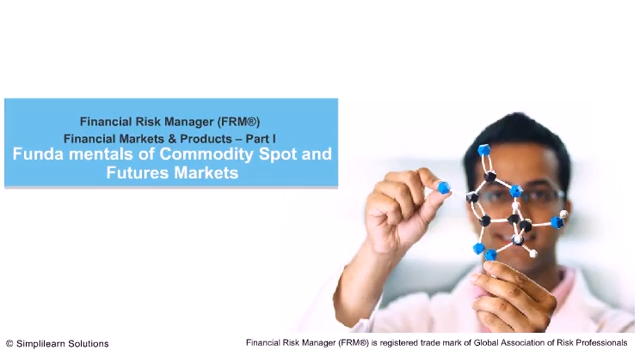 Financial Risk Manager (FRM®)
Financial Markets & Products – Part I
Funda mentals of Commodity Spot and
Futures Markets
© Simplilearn Solutions
Financial Risk Manager (FRM®) is registered trade mark of Global Association of Risk Professionals